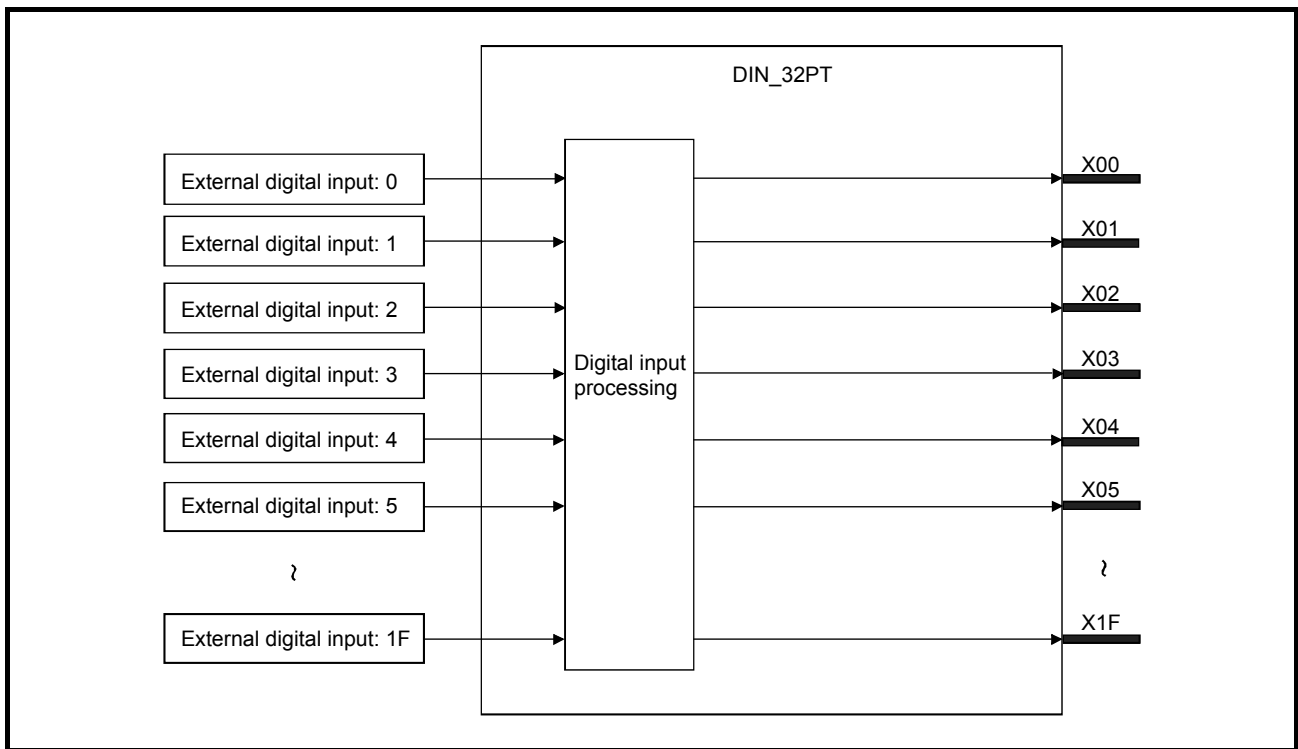 DIN_32PT
External digital input: 0
X00
External digital input: 1
X01
External digital input: 2
X02
External digital input: 3
Digital input
processing
X03
External digital input: 4
X04
External digital input: 5
X05
~
~
External digital input: 1F
X1F